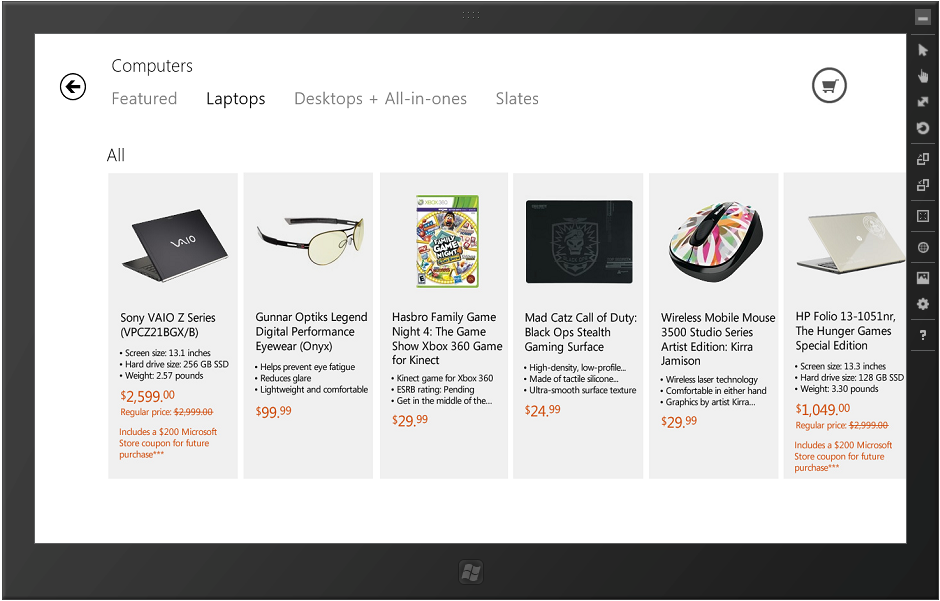 Computers
Featured Laptops Desktops + All-in-ones Slates
All
VAIO
Sony VAIO Z Series
(VPCZ21BGX/B)
• Screen size: 13.1 inches
• Hard drive size: 256 GB SSD
• Weight: 2.57 pounds
$2,599.00
Regular price: $2,999.00
Includes a $200 Microsoft
Store coupon for future
purchase***
Gunnar Optiks Legend
Digital Performance
Eyewear (Onyx)
• Helps prevent eye fatigue
• Reduces glare
• Lightweight and comfortable
$99.99
XBOX 360
FAMILY
GAME
NIGHT
Hasbro Family Game
Night 4: The Game
Show Xbox 360 Game
for Kinect
• Kinect game for Xbox 360
• ESRB rating: Pending
• Get in the middle of the...
$29.99
Mad Catz Call of Duty:
Black Ops Stealth
Gaming Surface
• High-density, low-profile...
• Made of tactile silicone...
• Ultra-smooth surface texture
$24.99
Wireless Mobile Mouse
3500 Studio Series
Artist Edition: Kirra
Jamison
• Wireless laser technology
• Comfortable in either hand
• Graphics by artist Kirra...
$29.99
HP Folio 13-1051nr,
The Hunger Games
Special Edition
• Screen size: 13.3 inches
• Hard drive size: 128 GB SSD
• Weight: 3.30 pounds
$1,049.00
Regular price: $2,999.00
Includes a $200 Microsoft
Store coupon for future
purchase***
?